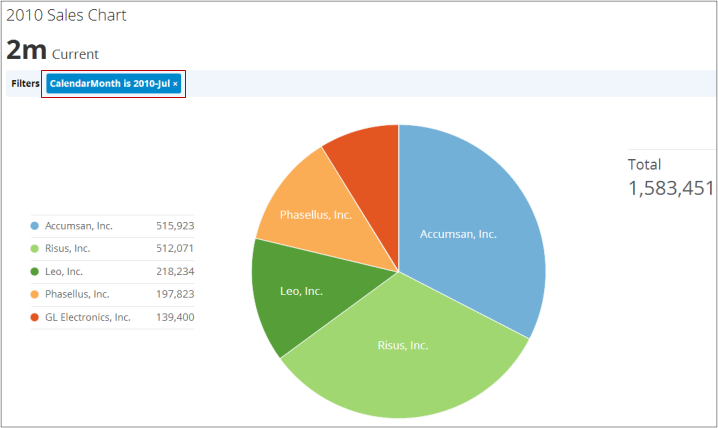 2010 Sales Chart
2m Current
Filters CalendarMonth is 2010-Jul ×
Total
1,583,451
Accumsan, Inc. 515,923
Risus, Inc. 512,071
Leo, Inc. 218,234
Phasellus, Inc. 197,823
GL Electronics, Inc. 139,400
Phasellus, Inc.
Accumsan, Inc.
Leo, Inc.
Risus, Inc.